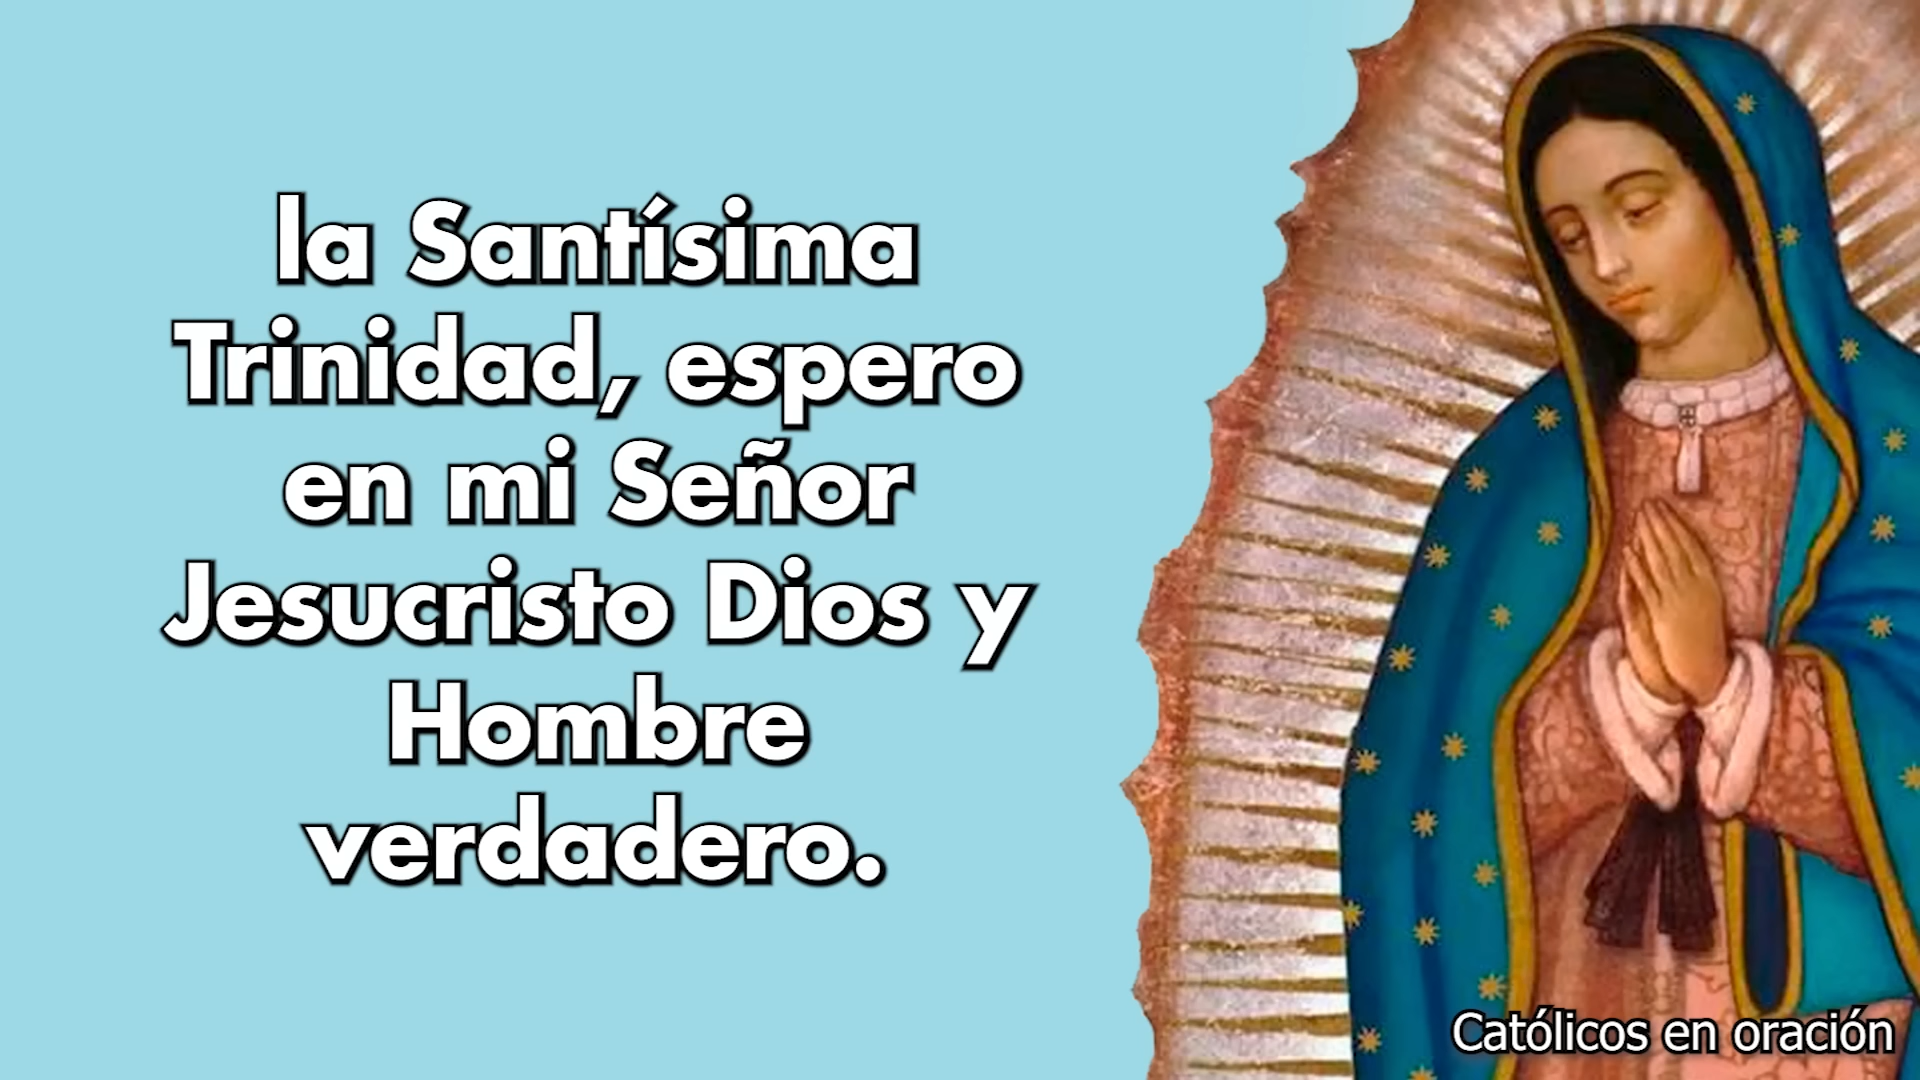 la Santísima
Trinidad, espero
en mi Señor
Jesucristo Dios y
Hombre
verdadero.
Católicos en oración